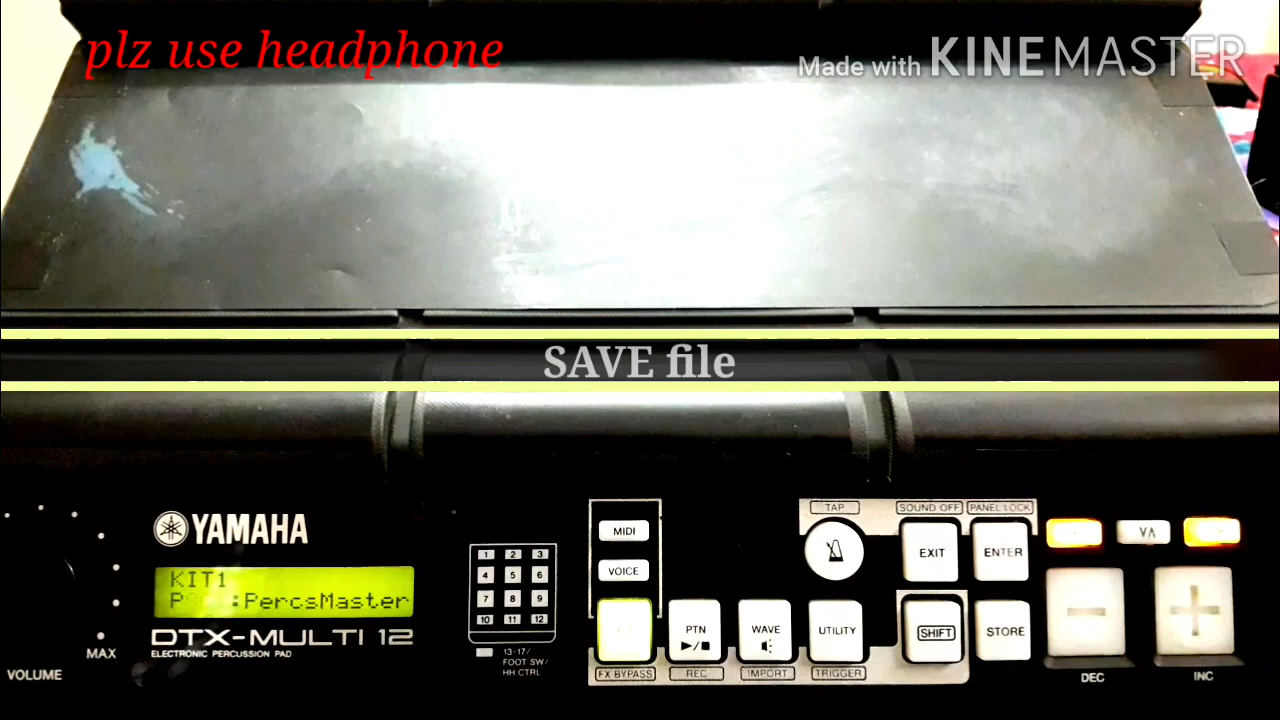 plz use headphone
Made with KINEMASTER
SAVE file
YAMAHA
KIT1
:PercsMaster
DTX-MULTI 12
ELECTRONIC PERCUSSION PAD
MAX
VOLUME
1 2 3
4 5 6
7 8 9
10 11 12
13-17/
FOOT SW/
HH CTRL
MIDI
VOICE
FX BYPASS
PTN
REC
WAVE
IMPORT
UTILITY
TRIGGER
TAP
SOUND OFF
PANEL LOCK
EXIT
ENTER
SHIFT
STORE
DEC
INC